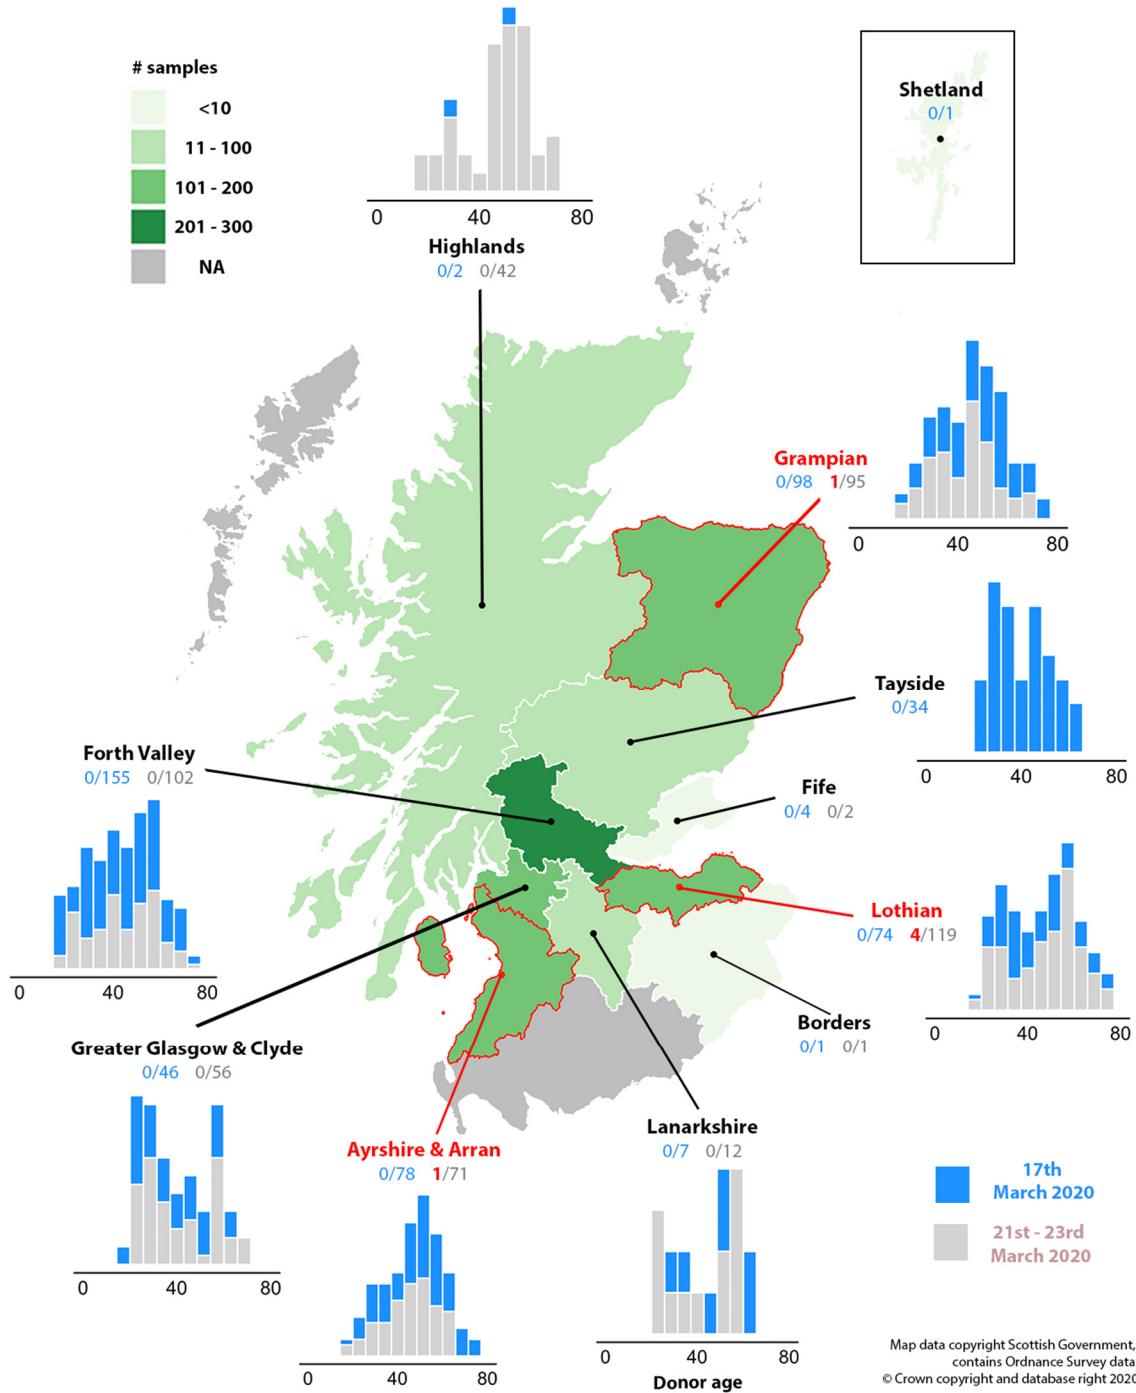 # samples
<10
11 - 100
101 - 200
201 - 300
NA
0 40 80
Highlands
0/2 0/42
Shetland
0/1
Grampian
0/98 1/95
0 40 80
Tayside
0/34
0 40 80
Forth Valley
0/155 0/102
0 40 80
Fife
0/4 0/2
Lothian
0/74 4/119
0 40 80
Borders
0/1 0/1
Greater Glasgow & Clyde
0/46 0/56
0 40 80
Ayrshire & Arran
0/78 1/71
0 40 80
Lanarkshire
0/7 0/12
0 40 80
Donor age
17th
March 2020
21st - 23rd
March 2020
Map data copyright Scottish Government,
contains Ordnance Survey data
© Crown copyright and database right 2020